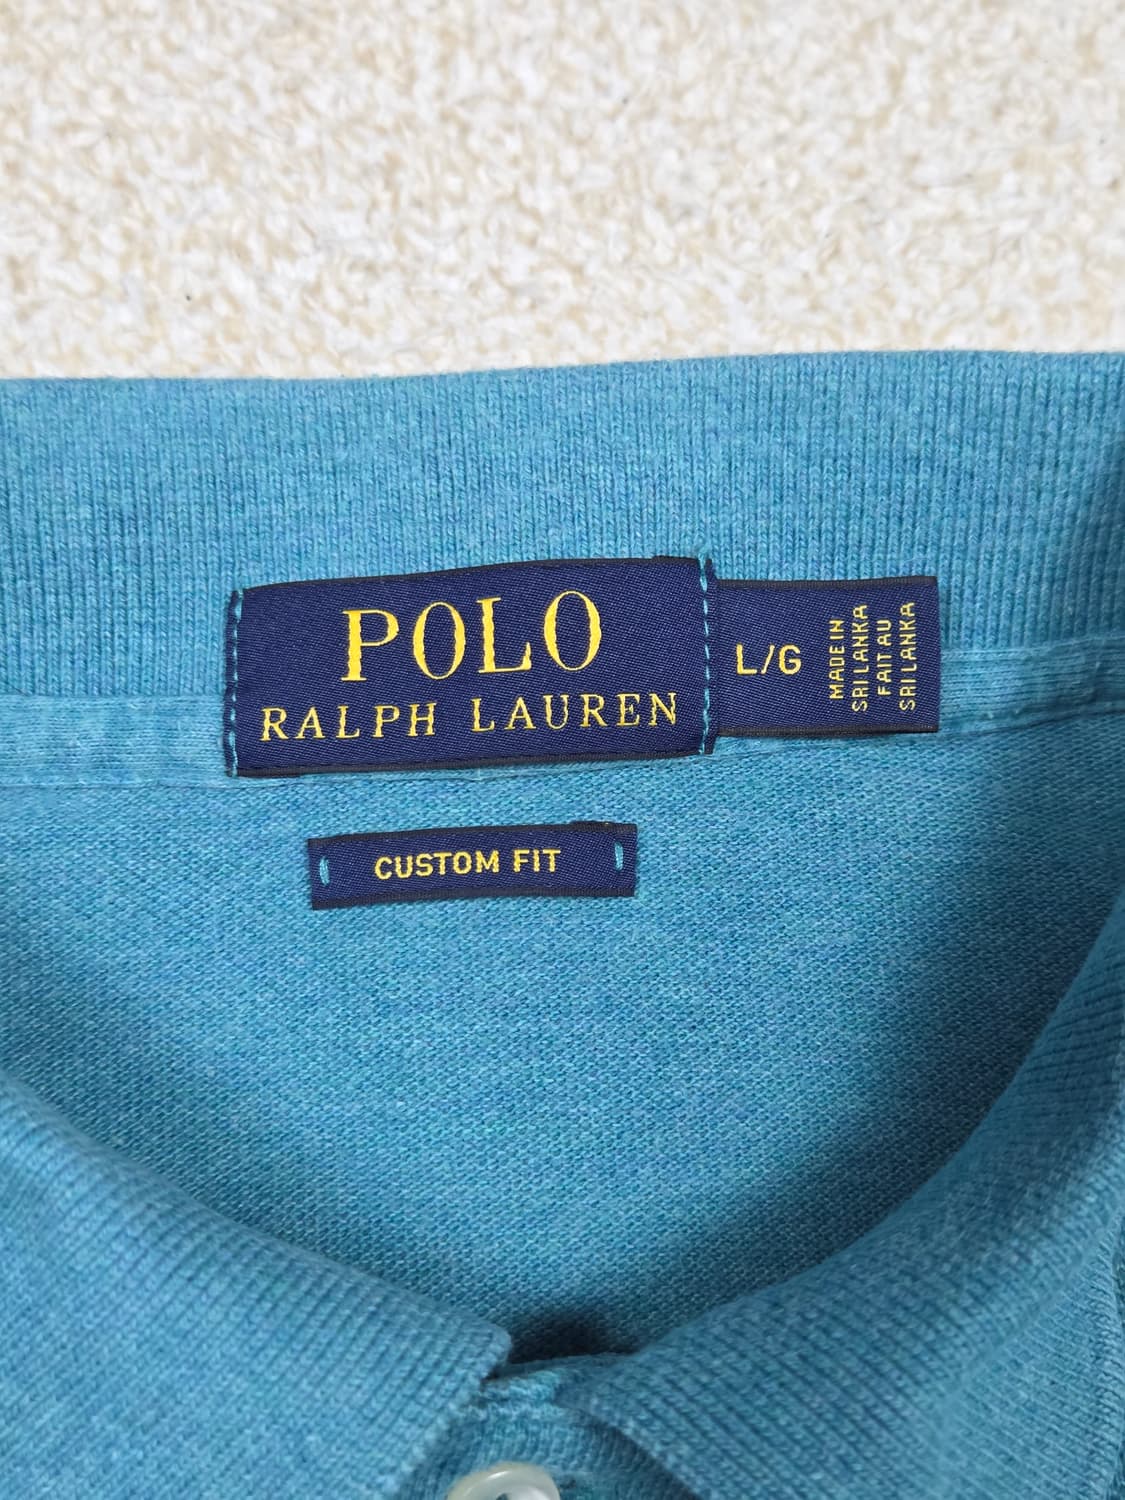 POLO
RALPH LAUREN
L/G
MADE IN
SRI LANKA
FAIT AU
SRI LANKA
CUSTOM FIT